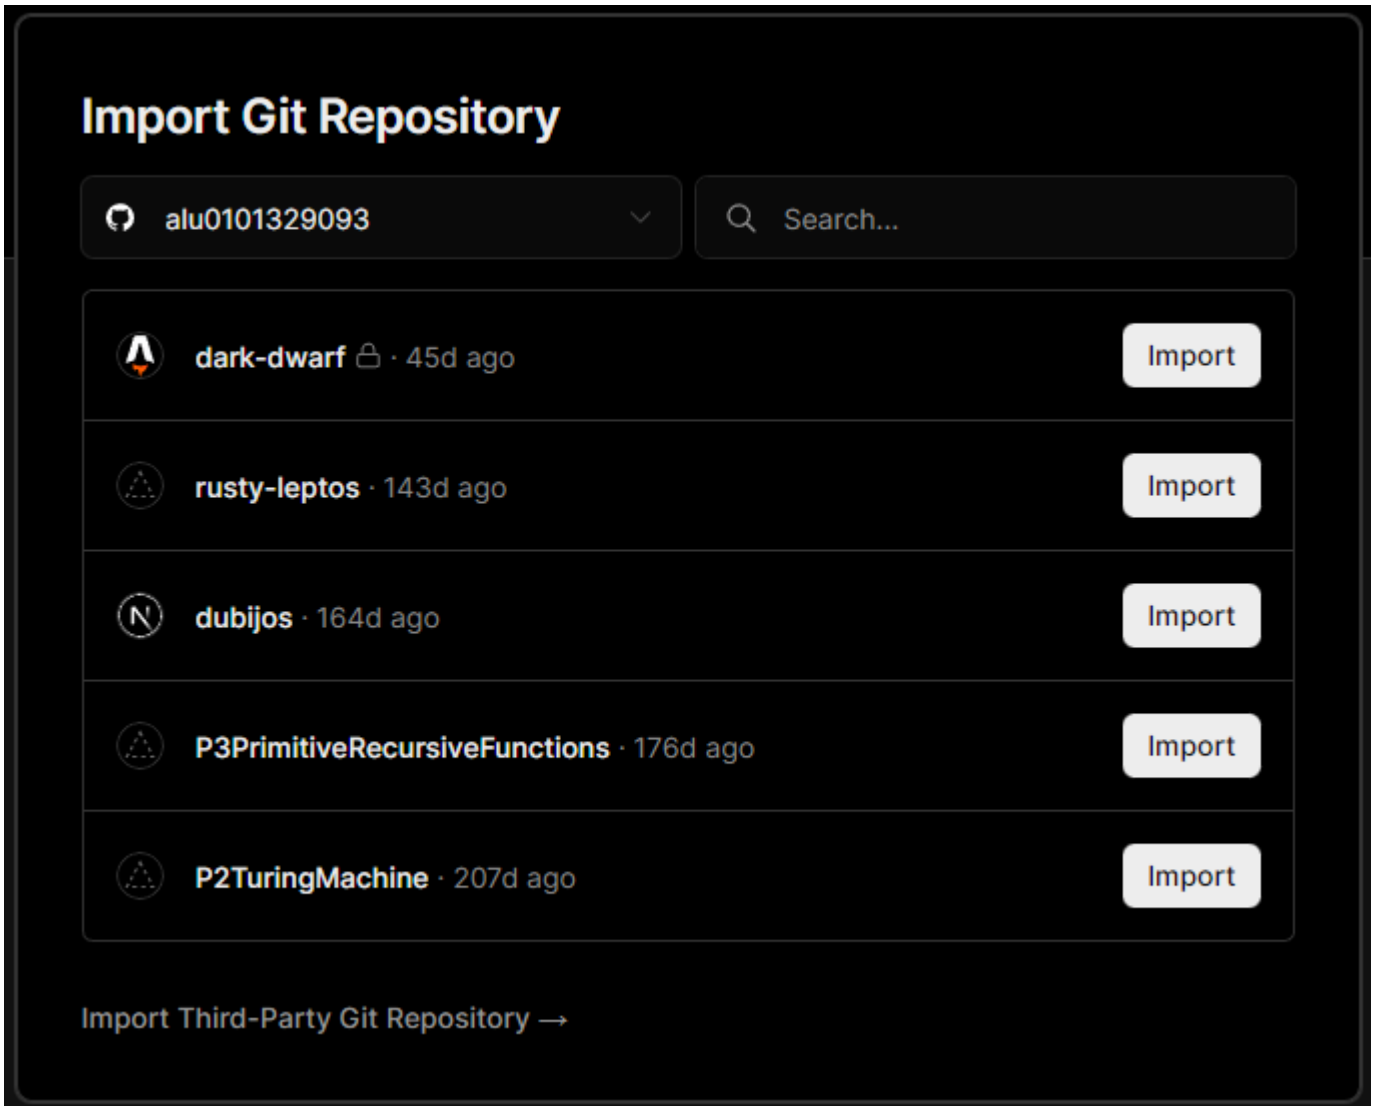 Import Git Repository
alu0101329093
Search...
dark-dwarf · 45d ago
Import
rusty-leptos · 143d ago
Import
dubijos · 164d ago
Import
P3PrimitiveRecursiveFunctions · 176d ago
Import
P2TuringMachine · 207d ago
Import
Import Third-Party Git Repository →